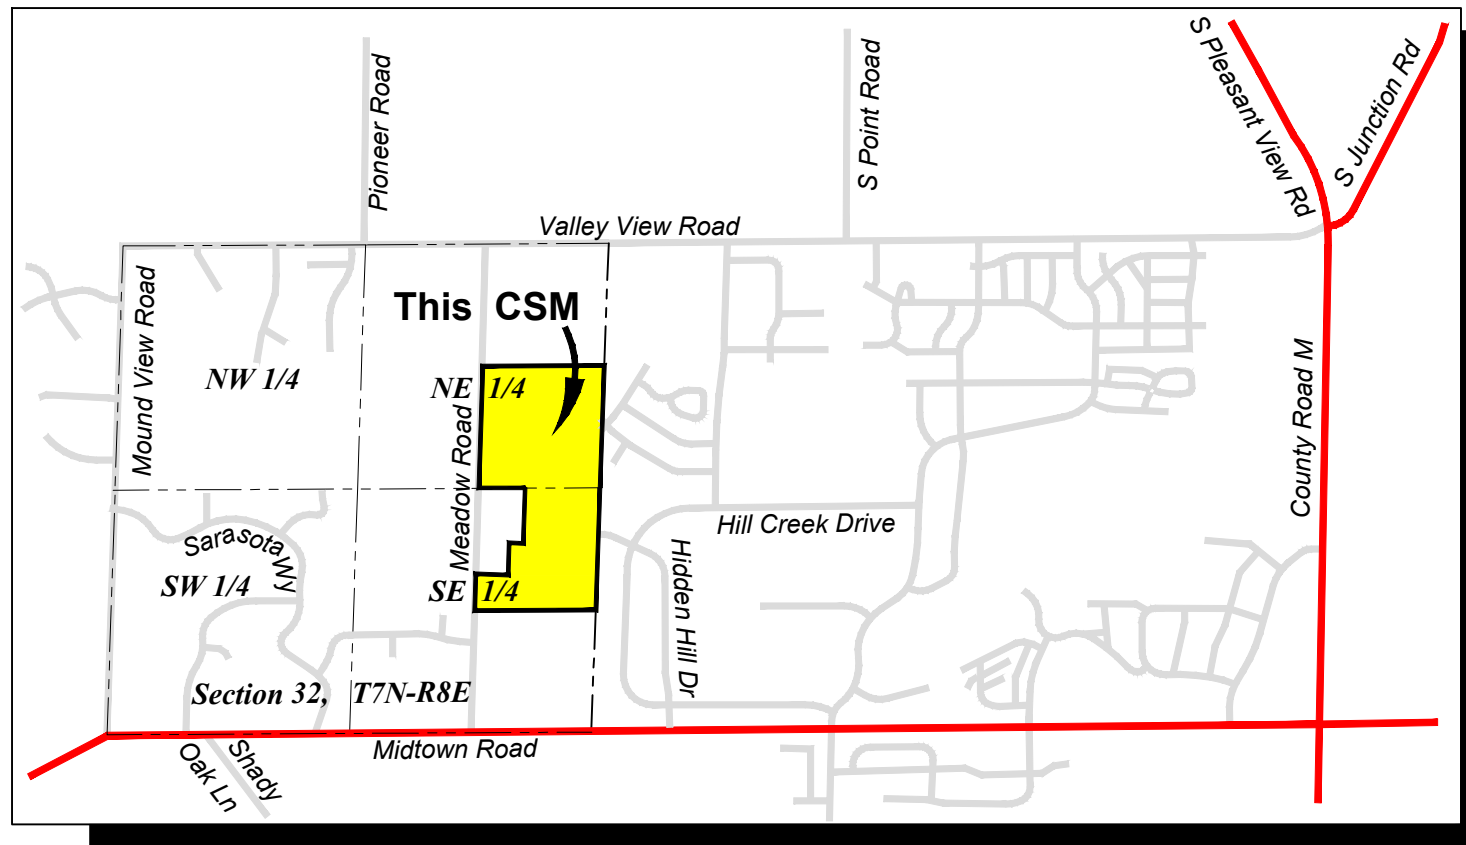 S Pleasant View Rd
S Junction Rd
Pioneer Road
S Point Road
Valley View Road
Mound View Road
This CSM
NW 1/4
NE 1/4
Meadow Road
County Road M
Hill Creek Drive
Sarasota Wy
SW 1/4
SE 1/4
Hidden Hill Dr
Section 32, T7N-R8E
Midtown Road
Shady
Oak Ln